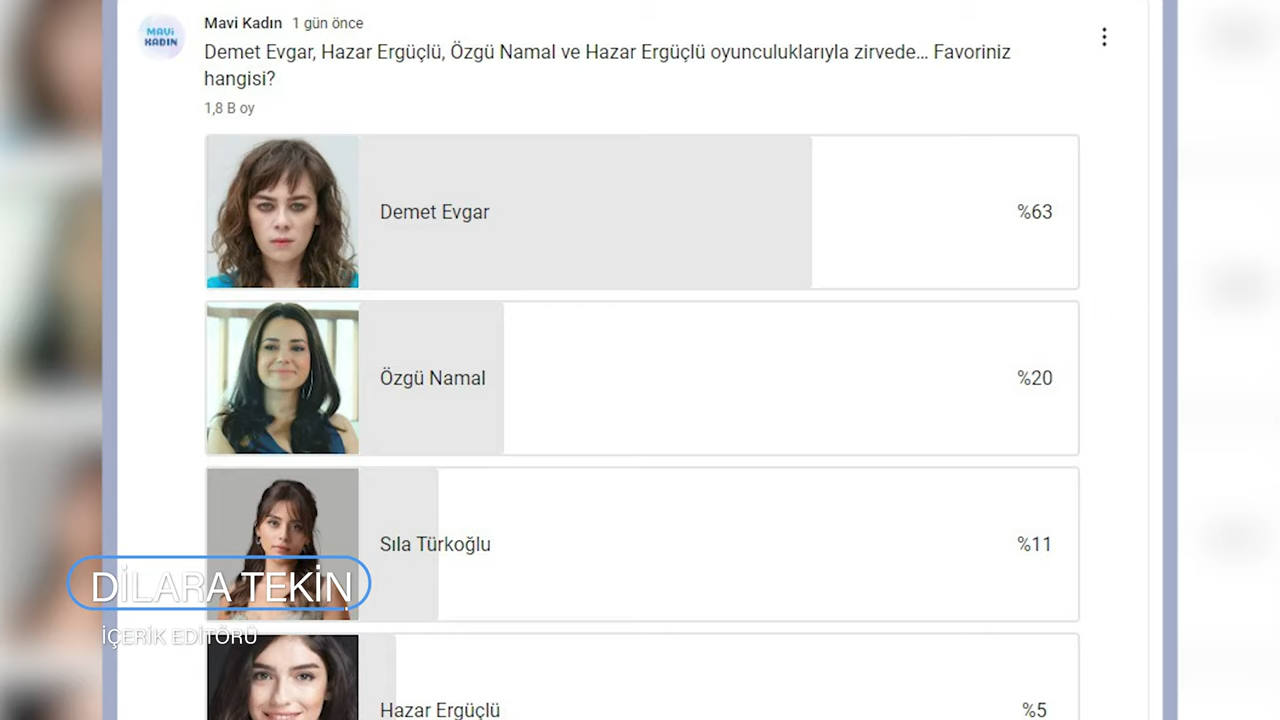 MAVİ
KADIN
Mavi Kadın 1 gün önce
Demet Evgar, Hazar Ergüçlü, Özgü Namal ve Hazar Ergüçlü oyunculuklarıyla zirvede... Favoriniz
hangisi?
1,8 B oy
Demet Evgar %63
Özgü Namal %20
Sıla Türkoğlu %11
DİLARA TEKİN
İÇERİK EDİTÖRÜ
Hazar Ergüçlü %5